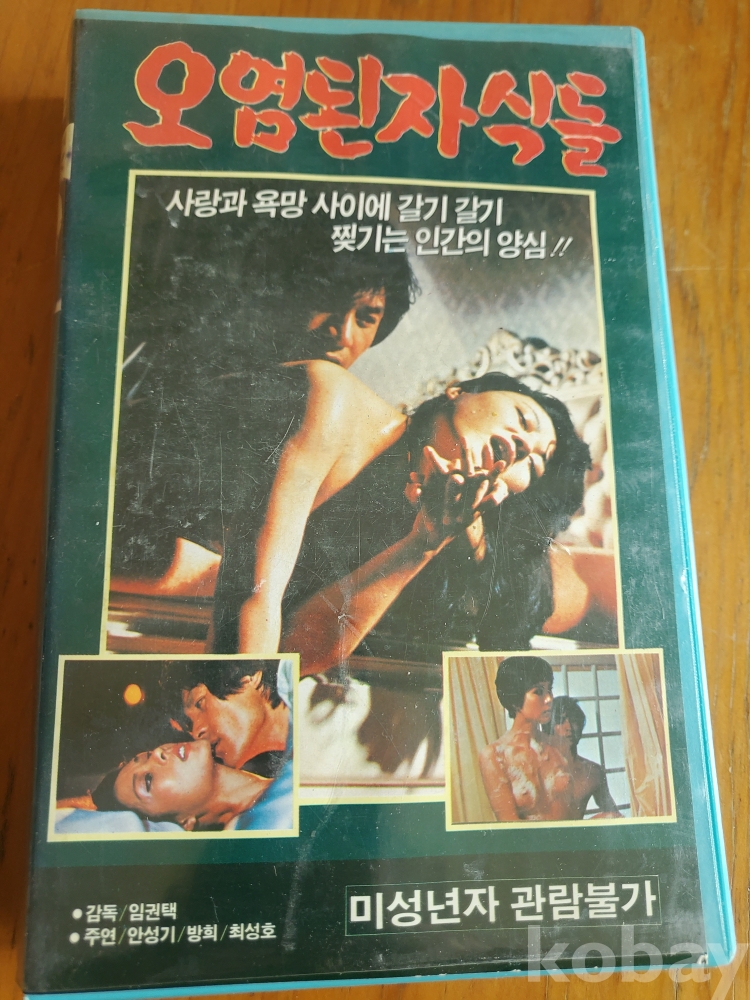 오염된자식들
사랑과 욕망 사이에 갈기 갈기
찢기는 인간의 양심!!
• 감독/임권택
• 주연/안성기/방희/최성호
미성년자 관람불가
kobay